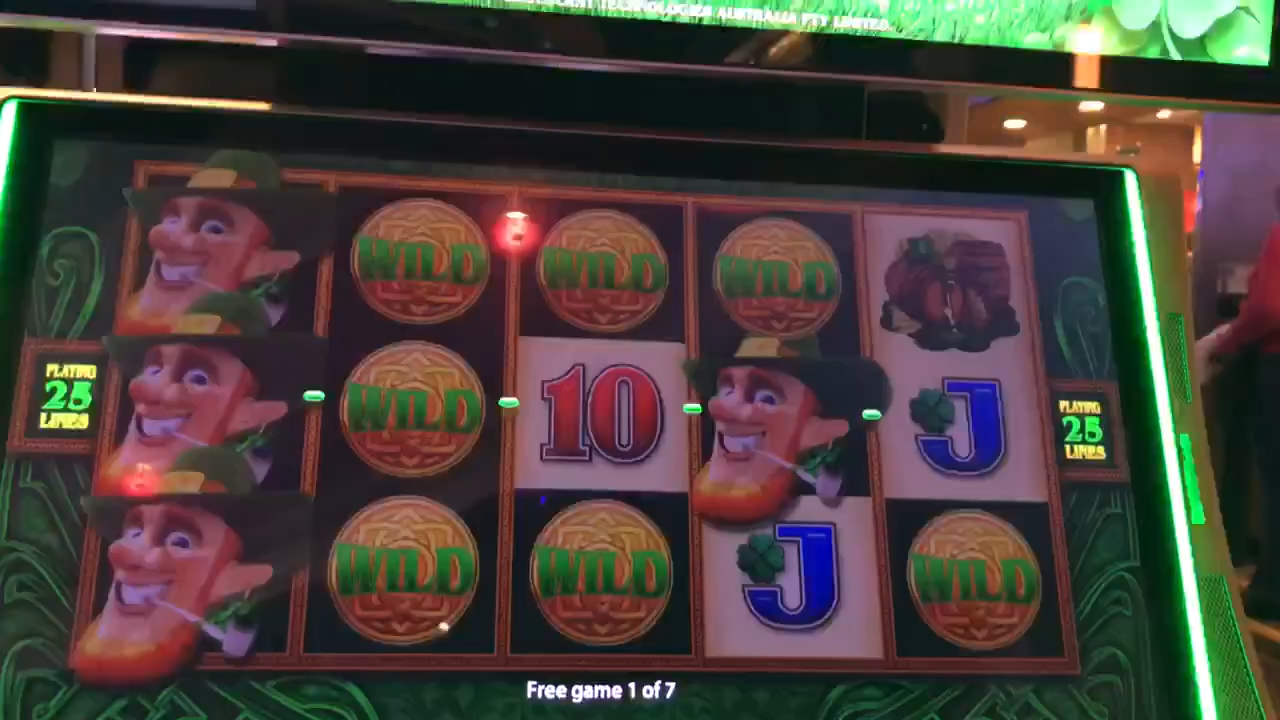 TECHNOLOGIES AUSTRALIA PTY LIMITED
WILD WILD WILD
PLAYING
25
LINES
WILD 10 J
PLAYING
25
LINES
WILD WILD J WILD
Free game 1 of 7